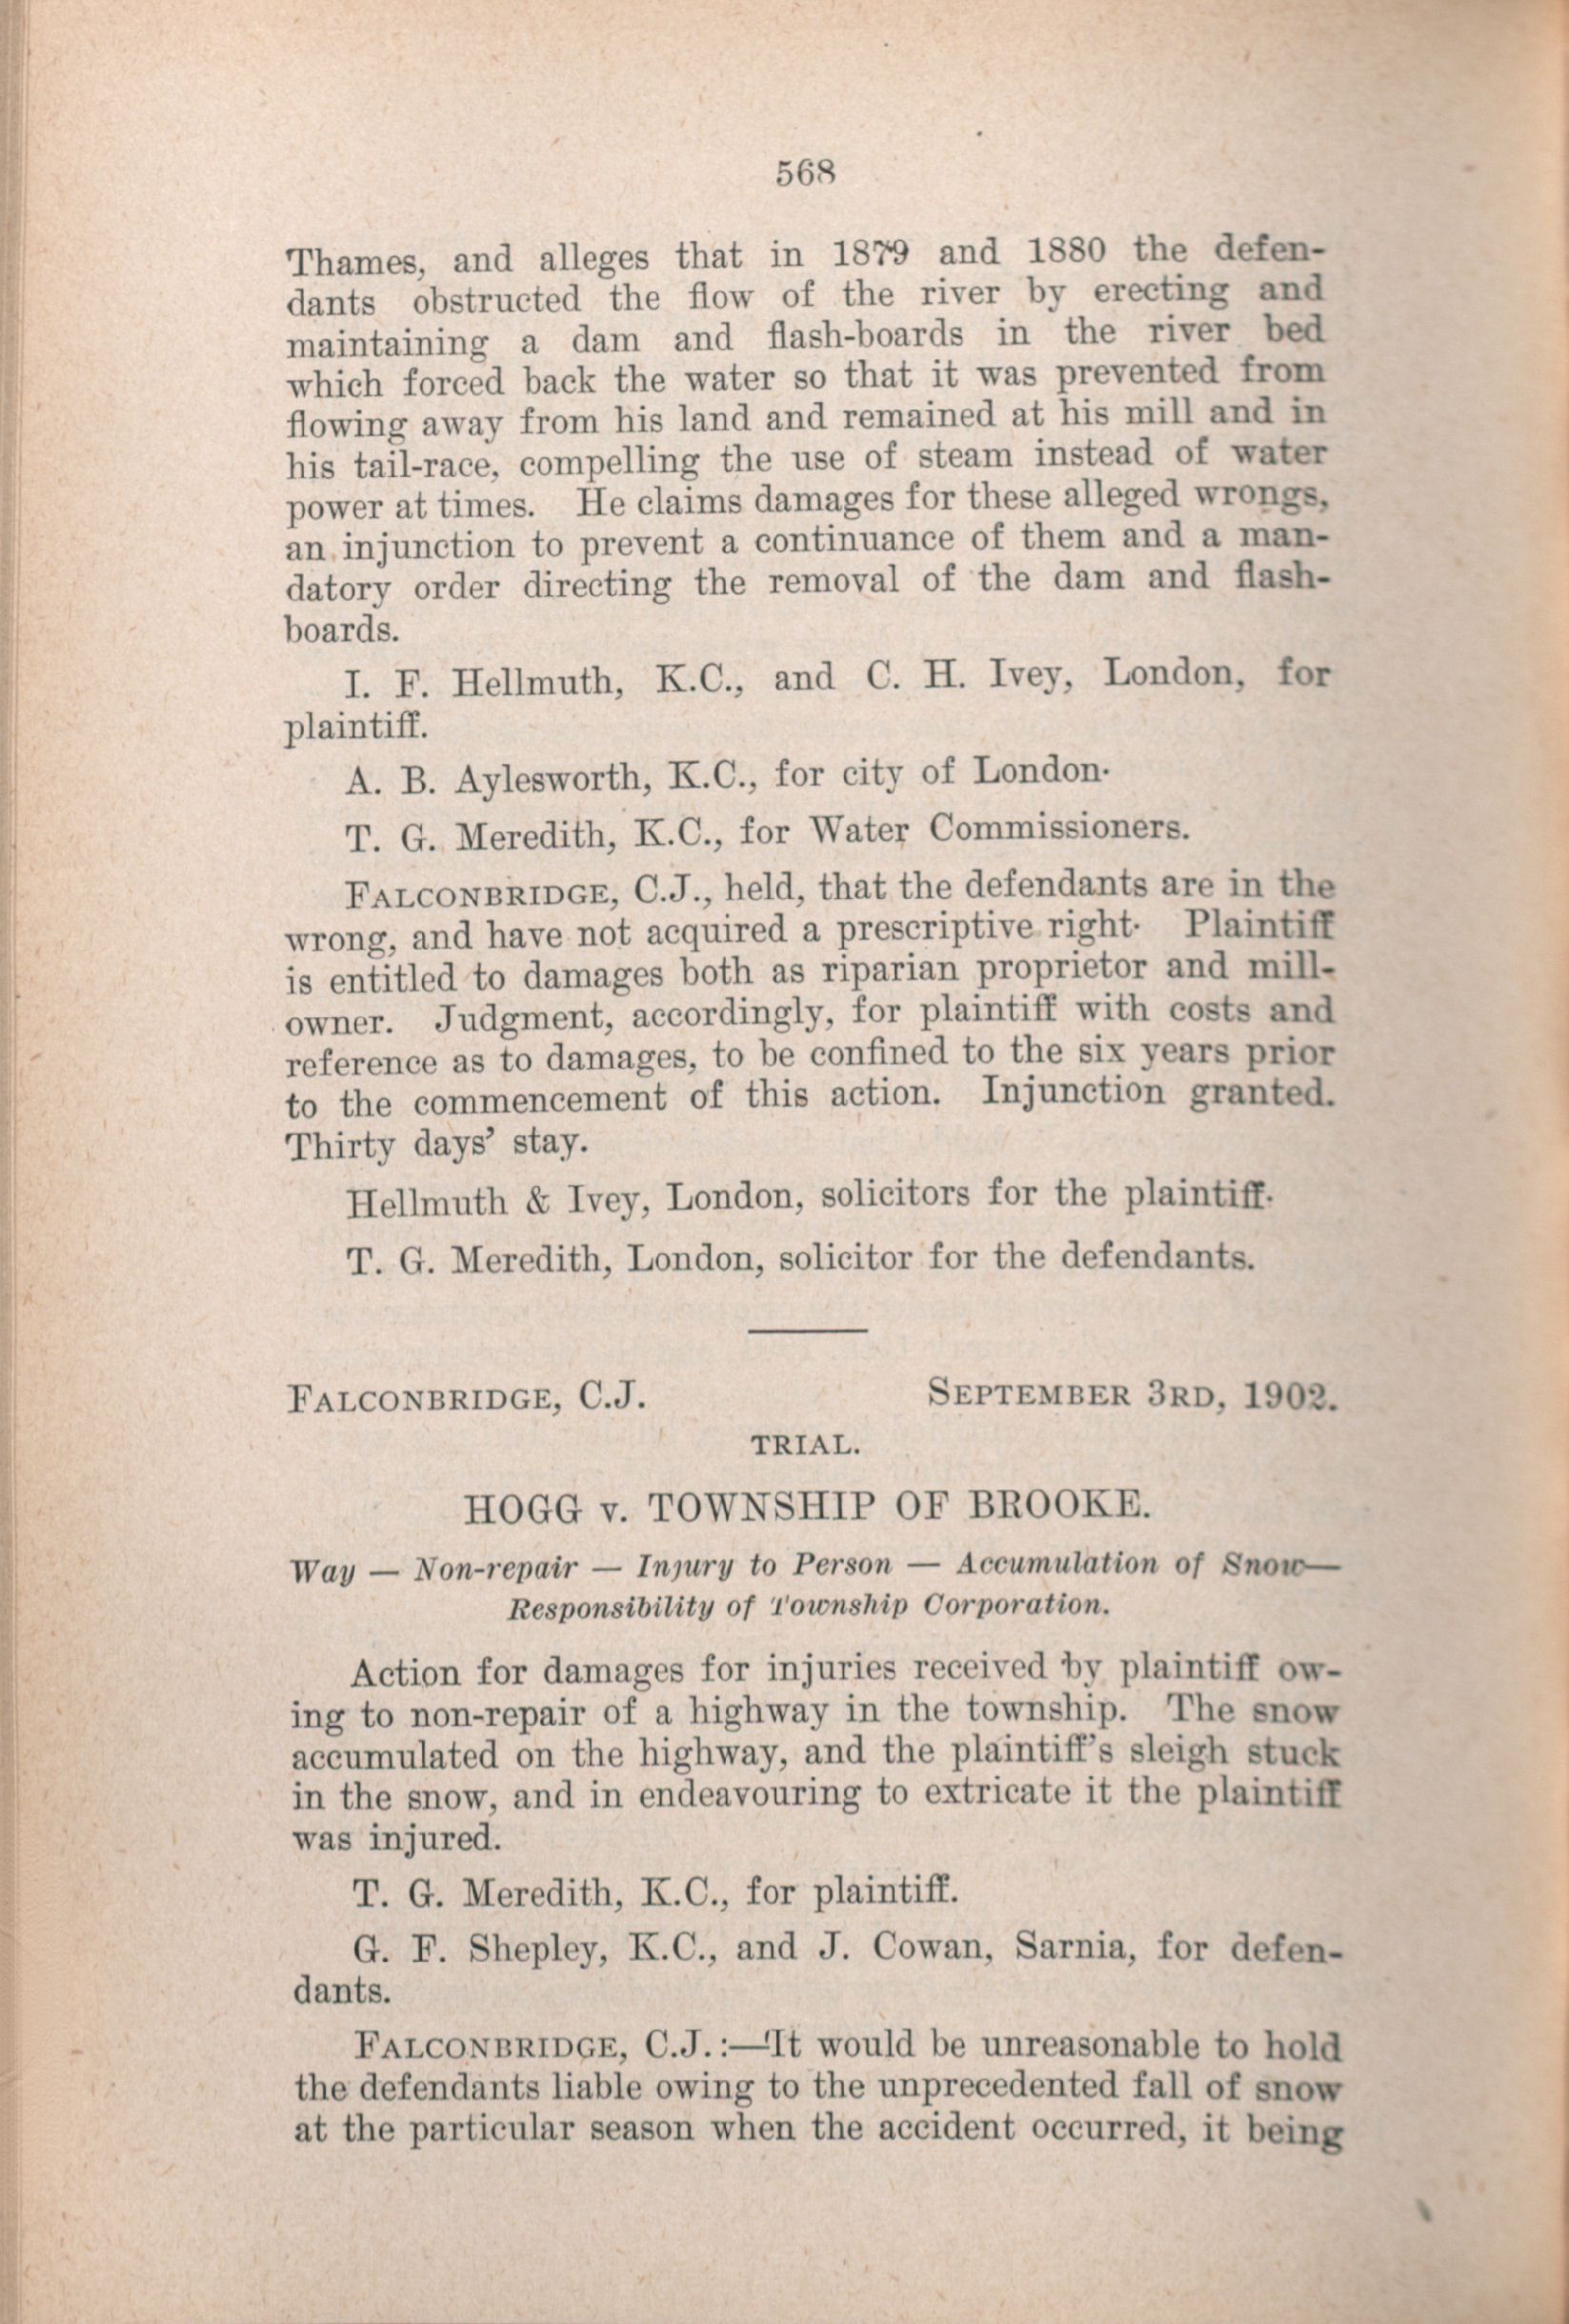 568
Thames, and alleges that in 1879 and 1880 the defen-
dants obstructed the flow of the river by erecting and
maintaining a dam and flash-boards in the river bed
which forced back the water so that it was prevented from
flowing away from his land and remained at his mill and in
his tail-race, compelling the use of steam instead of water
power at times. He claims damages for these alleged wrongs,
an injunction to prevent a continuance of them and a man-
datory order directing the removal of the dam and flash-
boards.
I. F. Hellmuth, K.C., and C. H. Ivey, London, for
plaintiff.
A. B. Aylesworth, K.C., for city of London.
T. G. Meredith, K.C., for Water Commissioners.
FALCONBRIDGE, C.J., held, that the defendants are in the
wrong, and have not acquired a prescriptive right. Plaintiff
is entitled to damages both as riparian proprietor and mill-
owner. Judgment, accordingly, for plaintiff with costs and
reference as to damages, to be confined to the six years prior
to the commencement of this action. Injunction granted.
Thirty days' stay.
Hellmuth & Ivey, London, solicitors for the plaintiff.
T. G. Meredith, London, solicitor for the defendants.
FALCONBRIDGE, C.J. SEPTEMBER 3RD, 1902.
TRIAL.
HOGG v. TOWNSHIP OF BROOKE.
Way — Non-repair — Injury to Person — Accumulation of Snow—
Responsibility of Township Corporation.
Action for damages for injuries received by plaintiff ow-
ing to non-repair of a highway in the township. The snow
accumulated on the highway, and the plaintiff's sleigh stuck
in the snow, and in endeavouring to extricate it the plaintiff
was injured.
T. G. Meredith, K.C., for plaintiff.
G. F. Shepley, K.C., and J. Cowan, Sarnia, for defen-
dants.
FALCONBRIDGE, C.J.:—It would be unreasonable to hold
the defendants liable owing to the unprecedented fall of snow
at the particular season when the accident occurred, it being